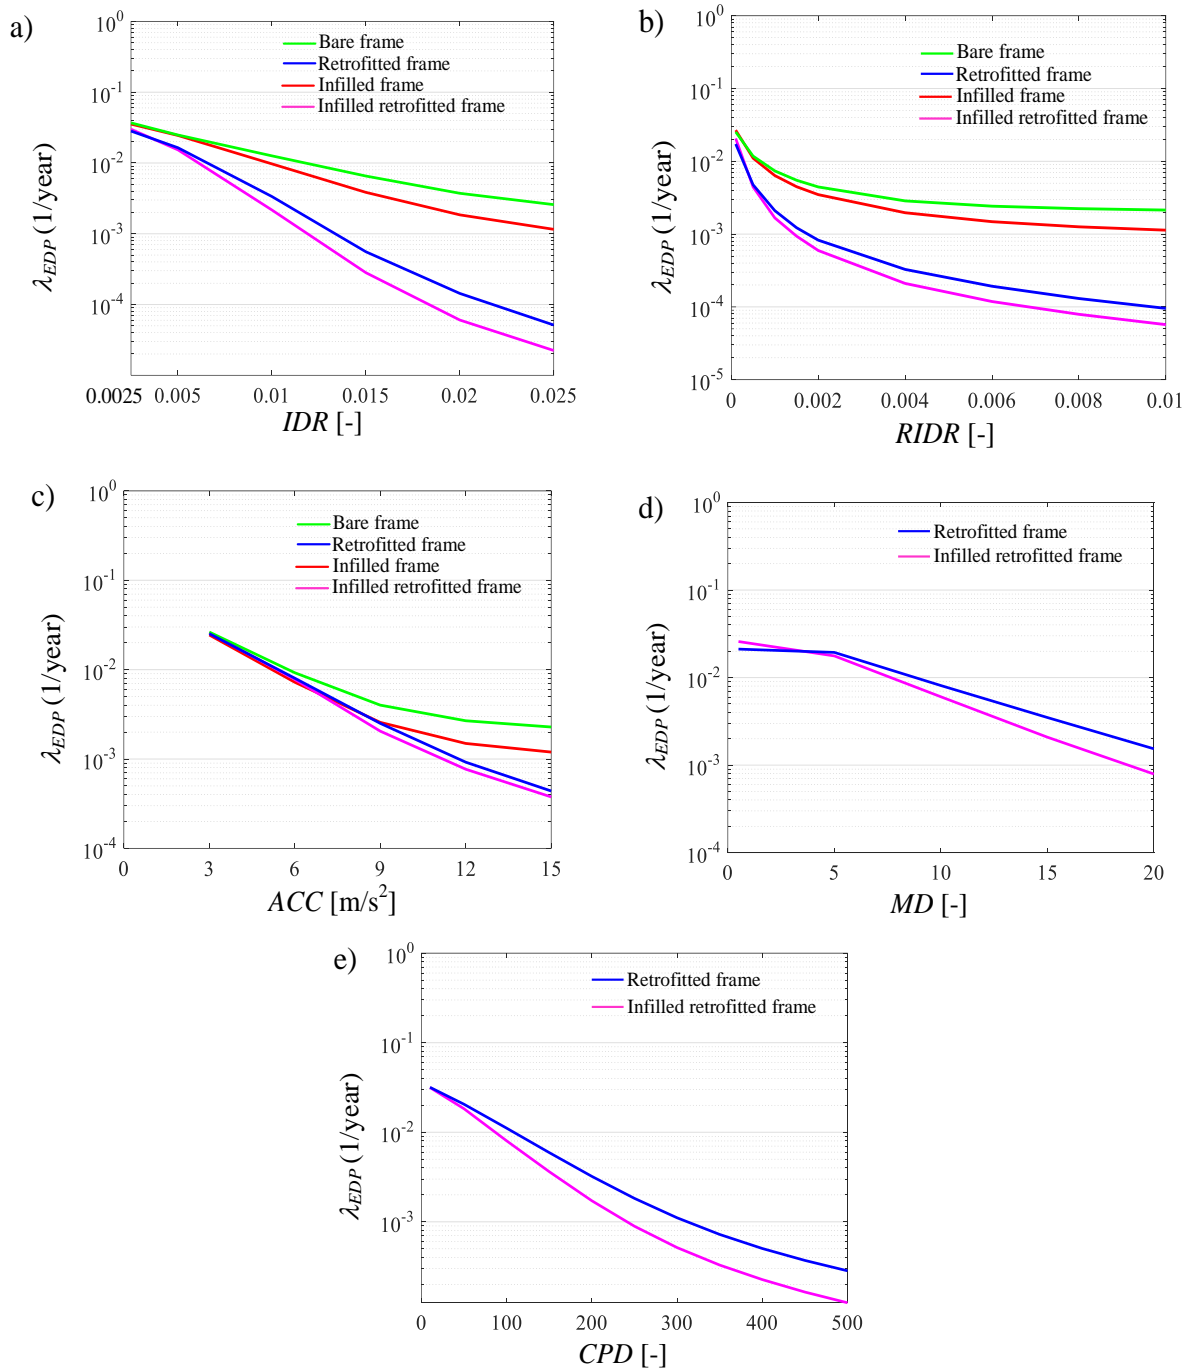 a)
10^0
10^-1
10^-2
10^-3
10^-4
λ_EDP (1/year)
Bare frame
Retrofitted frame
Infilled frame
Infilled retrofitted frame
0.0025 0.005 0.01 0.015 0.02 0.025
IDR [-]
b)
10^0
10^-1
10^-2
10^-3
10^-4
10^-5
λ_EDP (1/year)
Bare frame
Retrofitted frame
Infilled frame
Infilled retrofitted frame
0 0.002 0.004 0.006 0.008 0.01
RIDR [-]
c)
10^0
10^-1
10^-2
10^-3
10^-4
λ_EDP (1/year)
Bare frame
Retrofitted frame
Infilled frame
Infilled retrofitted frame
0 3 6 9 12 15
ACC [m/s²]
d)
10^0
10^-1
10^-2
10^-3
10^-4
λ_EDP (1/year)
Retrofitted frame
Infilled retrofitted frame
0 5 10 15 20
MD [-]
e)
10^0
10^-1
10^-2
10^-3
λ_EDP (1/year)
Retrofitted frame
Infilled retrofitted frame
0 100 200 300 400 500
CPD [-]